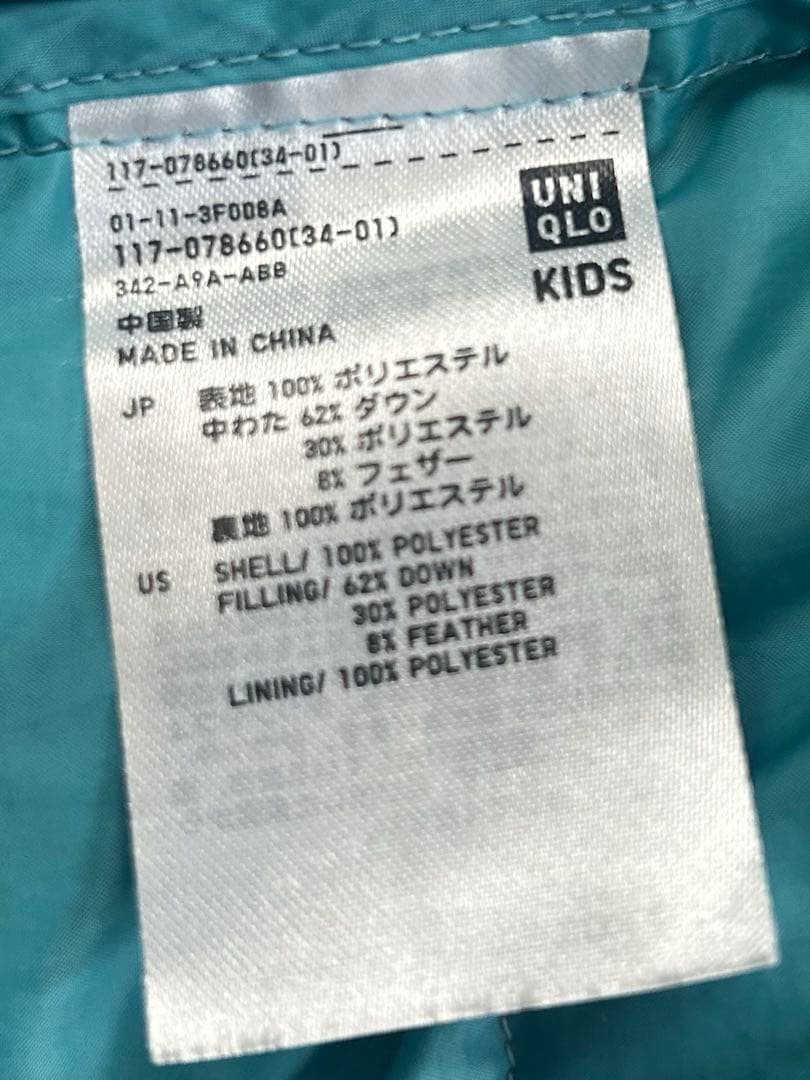 117-078660(34-01)
UNI
QLO
KIDS
01-11-3F008A
117-078660(34-01)
342-A9A-ABB
中国製
MADE IN CHINA
JP 表地 100% ポリエステル
中わた 62% ダウン
30% ポリエステル
8% フェザー
裏地 100% ポリエステル
US SHELL/ 100% POLYESTER
FILLING/ 62% DOWN
30% POLYESTER
8% FEATHER
LINING/ 100% POLYESTER